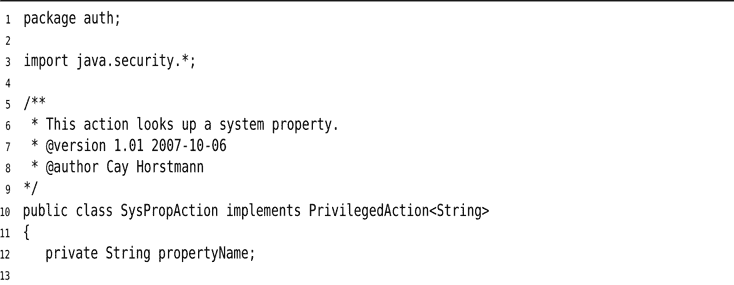 1 package auth;
2
3 import java.security.*;
4
5 /**
6  * This action looks up a system property.
7  * @version 1.01 2007-10-06
8  * @author Cay Horstmann
9 */
10 public class SysPropAction implements PrivilegedAction<String>
11 {
12    private String propertyName;
13